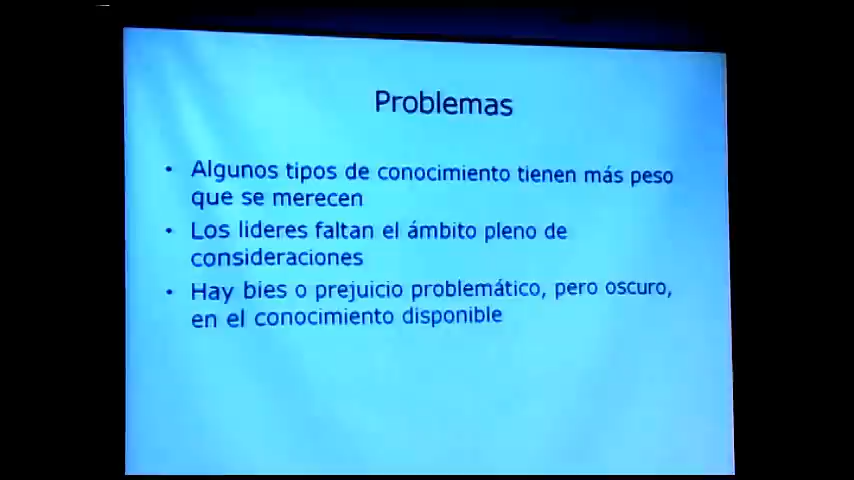 Problemas
• Algunos tipos de conocimiento tienen más peso
que se merecen
• Los lideres faltan el ámbito pleno de
consideraciones
• Hay bies o prejuicio problemático, pero oscuro,
en el conocimiento disponible